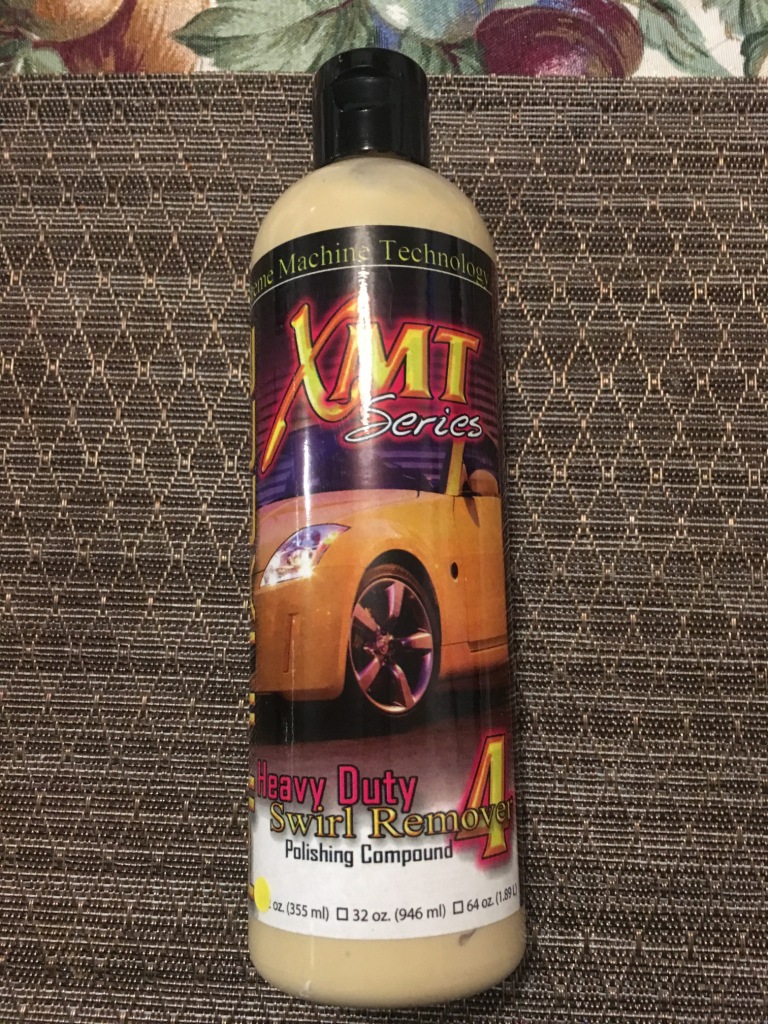 Machine Technology
XMT
Series
Heavy Duty
4
Swirl Remover
Polishing Compound
oz. (355 ml) ☐ 32 oz. (946 ml) ☐ 64 oz. (1.89 L)